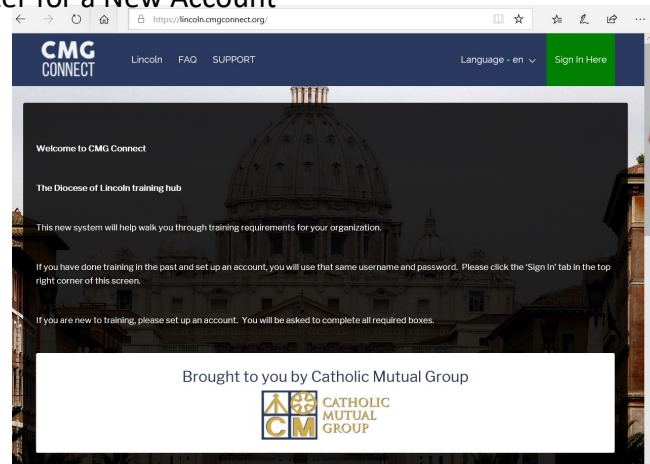 for a New Account
https://lincoln.cmgconnect.org/
CMG
CONNECT
Lincoln FAQ SUPPORT
Language - en
Sign In Here
Welcome to CMG Connect
The Diocese of Lincoln training hub
This new system will help walk you through training requirements for your organization.
If you have done training in the past and set up an account, you will use that same username and password. Please click the 'Sign In' tab in the top
right corner of this screen.
If you are new to training, please set up an account. You will be asked to complete all required boxes.
Brought to you by Catholic Mutual Group
CM
CATHOLIC
MUTUAL
GROUP